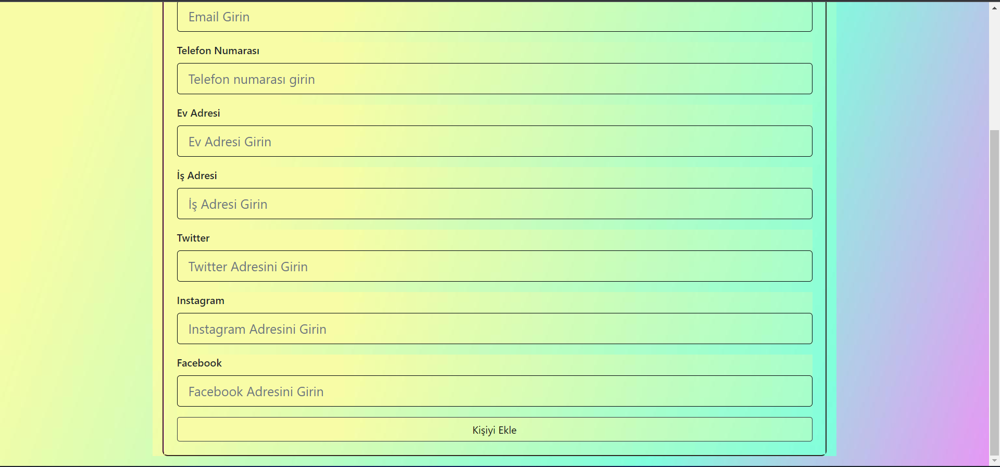 Email Girin
Telefon Numarası
Telefon numarası girin
Ev Adresi
Ev Adresi Girin
İş Adresi
İş Adresi Girin
Twitter
Twitter Adresini Girin
Instagram
Instagram Adresini Girin
Facebook
Facebook Adresini Girin
Kişiyi Ekle